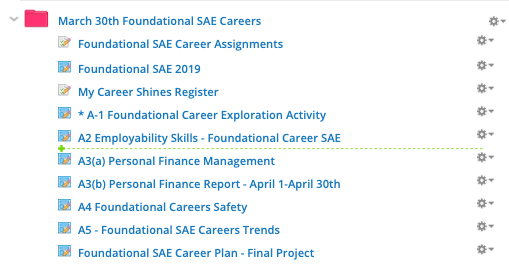 March 30th Foundational SAE Careers
Foundational SAE Career Assignments
Foundational SAE 2019
My Career Shines Register
* A-1 Foundational Career Exploration Activity
A2 Employability Skills - Foundational Career SAE
A3(a) Personal Finance Management
A3(b) Personal Finance Report - April 1-April 30th
A4 Foundational Careers Safety
A5 - Foundational SAE Careers Trends
Foundational SAE Career Plan - Final Project